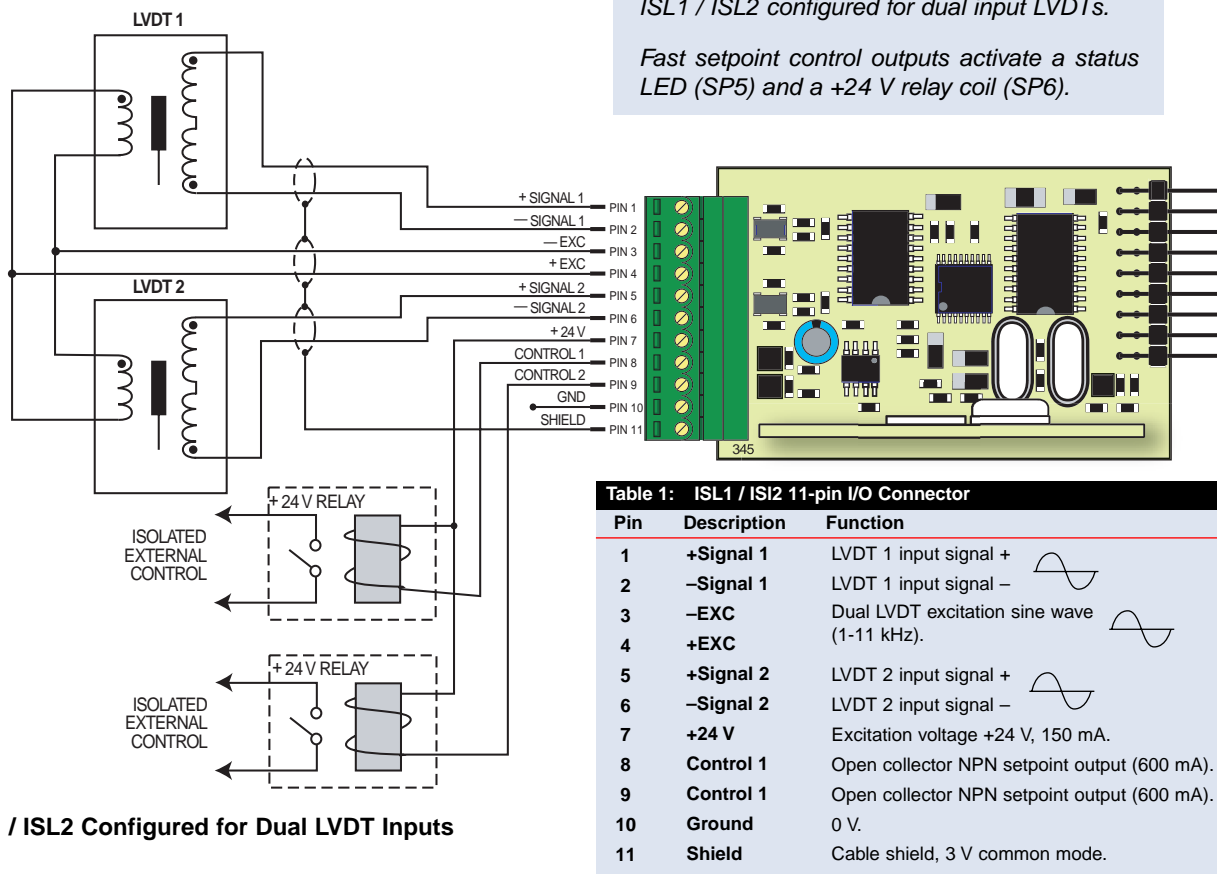 ISL1 / ISL2 configured for dual input LVDTs.
Fast setpoint control outputs activate a status
LED (SP5) and a +24 V relay coil (SP6).
LVDT 1
LVDT 2
+ SIGNAL 1
— SIGNAL 1
— EXC
+ EXC
+ SIGNAL 2
— SIGNAL 2
+ 24 V
CONTROL 1
CONTROL 2
GND
SHIELD
PIN 1
PIN 2
PIN 3
PIN 4
PIN 5
PIN 6
PIN 7
PIN 8
PIN 9
PIN 10
PIN 11
345
+ 24 V RELAY
ISOLATED
EXTERNAL
CONTROL
+ 24 V RELAY
ISOLATED
EXTERNAL
CONTROL
/ ISL2 Configured for Dual LVDT Inputs
Table 1: ISL1 / ISI2 11-pin I/O Connector
Pin Description Function
1 +Signal 1 LVDT 1 input signal +
2 –Signal 1 LVDT 1 input signal –
3 –EXC Dual LVDT excitation sine wave
4 +EXC (1-11 kHz).
5 +Signal 2 LVDT 2 input signal +
6 –Signal 2 LVDT 2 input signal –
7 +24 V Excitation voltage +24 V, 150 mA.
8 Control 1 Open collector NPN setpoint output (600 mA).
9 Control 1 Open collector NPN setpoint output (600 mA).
10 Ground 0 V.
11 Shield Cable shield, 3 V common mode.